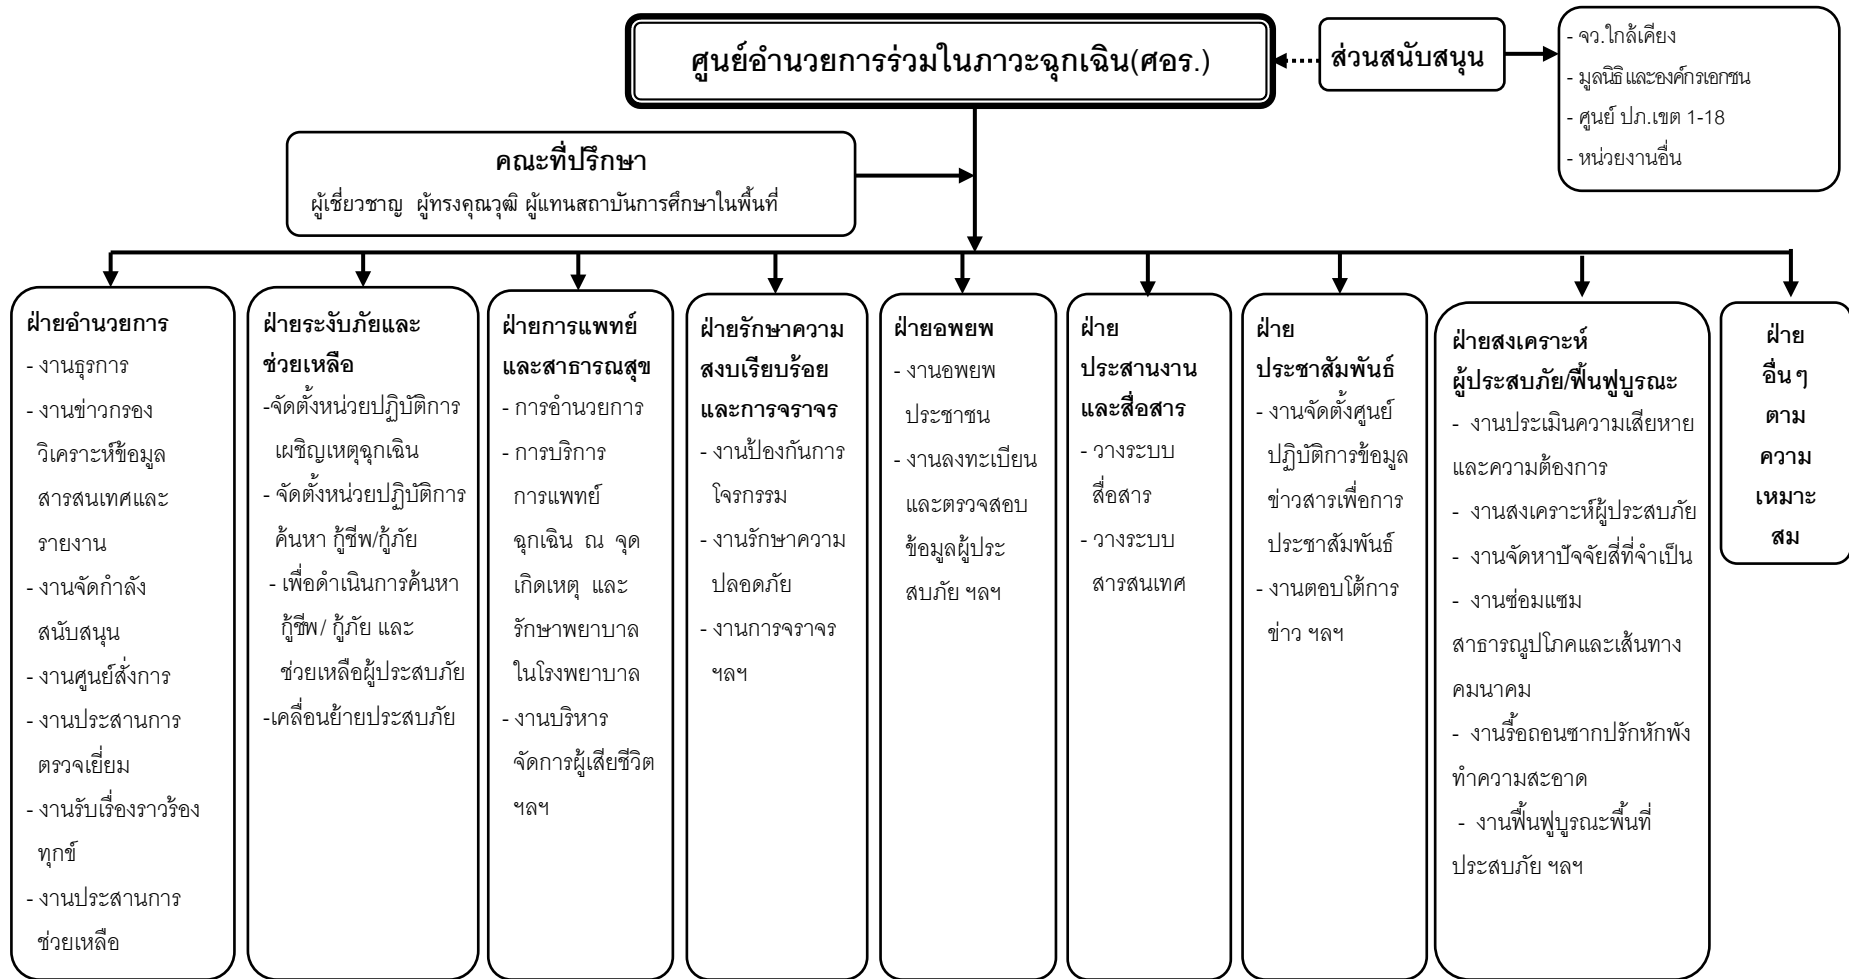 ศูนย์อำนวยการร่วมในภาวะฉุกเฉิน(ศอร.)
ส่วนสนับสนุน
- จว.ใกล้เคียง
- มูลนิธิ และองค์กรเอกชน
- ศูนย์ ปภ.เขต 1-18
- หน่วยงานอื่น
คณะที่ปรึกษา
ผู้เชี่ยวชาญ ผู้ทรงคุณวุฒิ ผู้แทนสถาบันการศึกษาในพื้นที่
ฝ่ายอำนวยการ
- งานธุรการ
- งานข่าวกรอง
วิเคราะห์ข้อมูล
สารสนเทศและ
รายงาน
- งานจัดกำลัง
สนับสนุน
- งานศูนย์สั่งการ
- งานประสานการ
ตรวจเยี่ยม
- งานรับเรื่องราวร้อง
ทุกข์
- งานประสานการ
ช่วยเหลือ
ฝ่ายระงับภัยและ
ช่วยเหลือ
-จัดตั้งหน่วยปฏิบัติการ
เผชิญเหตุฉุกเฉิน
- จัดตั้งหน่วยปฏิบัติการ
ค้นหา กู้ชีพ/กู้ภัย
- เพื่อดำเนินการค้นหา
กู้ชีพ/ กู้ภัย และ
ช่วยเหลือผู้ประสบภัย
-เคลื่อนย้ายประสบภัย
ฝ่ายการแพทย์
และสาธารณสุข
- การอำนวยการ
- การบริการ
การแพทย์
ฉุกเฉิน ณ จุด
เกิดเหตุ และ
รักษาพยาบาล
ในโรงพยาบาล
- งานบริหาร
จัดการผู้เสียชีวิต
ฯลฯ
ฝ่ายรักษาความ
สงบเรียบร้อย
และการจราจร
- งานป้องกันการ
โจรกรรม
- งานรักษาความ
ปลอดภัย
- งานการจราจร
ฯลฯ
ฝ่ายอพยพ
- งานอพยพ
ประชาชน
- งานลงทะเบียน
และตรวจสอบ
ข้อมูลผู้ประ
สบภัย ฯลฯ
ฝ่าย
ประสานงาน
และสื่อสาร
- วางระบบ
สื่อสาร
- วางระบบ
สารสนเทศ
ฝ่าย
ประชาสัมพันธ์
- งานจัดตั้งศูนย์
ปฏิบัติการข้อมูล
ข่าวสารเพื่อการ
ประชาสัมพันธ์
- งานตอบโต้การ
ข่าว ฯลฯ
ฝ่ายสงเคราะห์
ผู้ประสบภัย/ฟื้นฟูบูรณะ
- งานประเมินความเสียหาย
และความต้องการ
- งานสงเคราะห์ผู้ประสบภัย
- งานจัดหาปัจจัยสี่ที่จำเป็น
- งานซ่อมแซม
สาธารณูปโภคและเส้นทาง
คมนาคม
- งานรื้อถอนซากปรักหักพัง
ทำความสะอาด
- งานฟื้นฟูบูรณะพื้นที่
ประสบภัย ฯลฯ
ฝ่าย
อื่น ๆ
ตาม
ความ
เหมาะ
สม